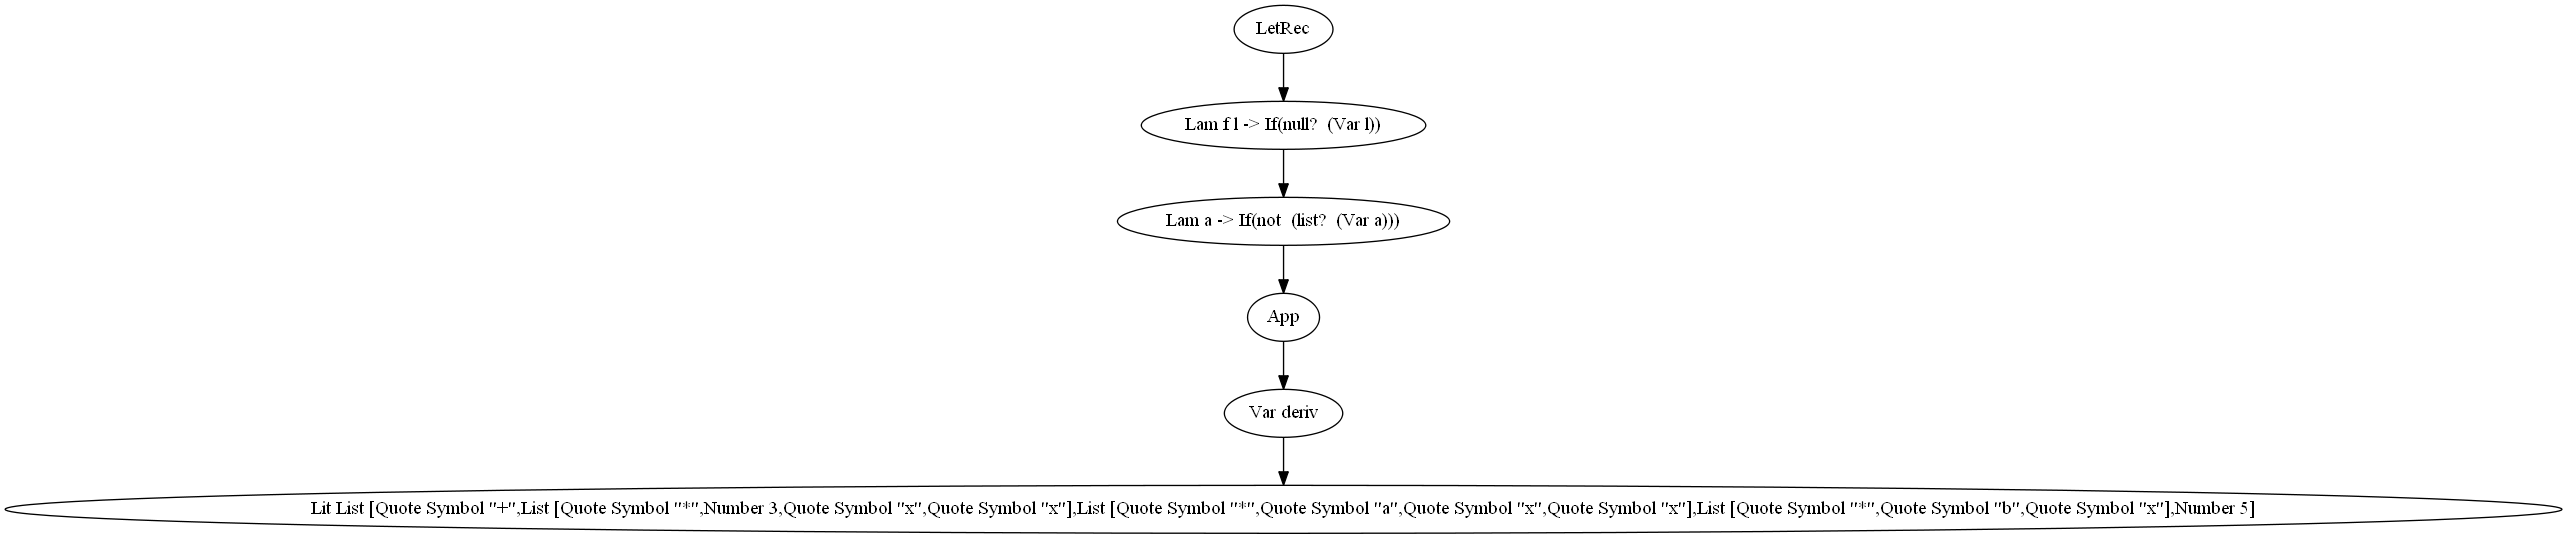 LetRec
Lam f l -> If(null?  (Var l))
Lam a -> If(not  (list?  (Var a)))
App
Var deriv
Lit List [Quote Symbol "+",List [Quote Symbol "*",Number 3,Quote Symbol "x",Quote Symbol "x"],List [Quote Symbol "*",Quote Symbol "a",Quote Symbol "x",Quote Symbol "x"],List [Quote Symbol "*",Quote Symbol "b",Quote Symbol "x"],Number 5]